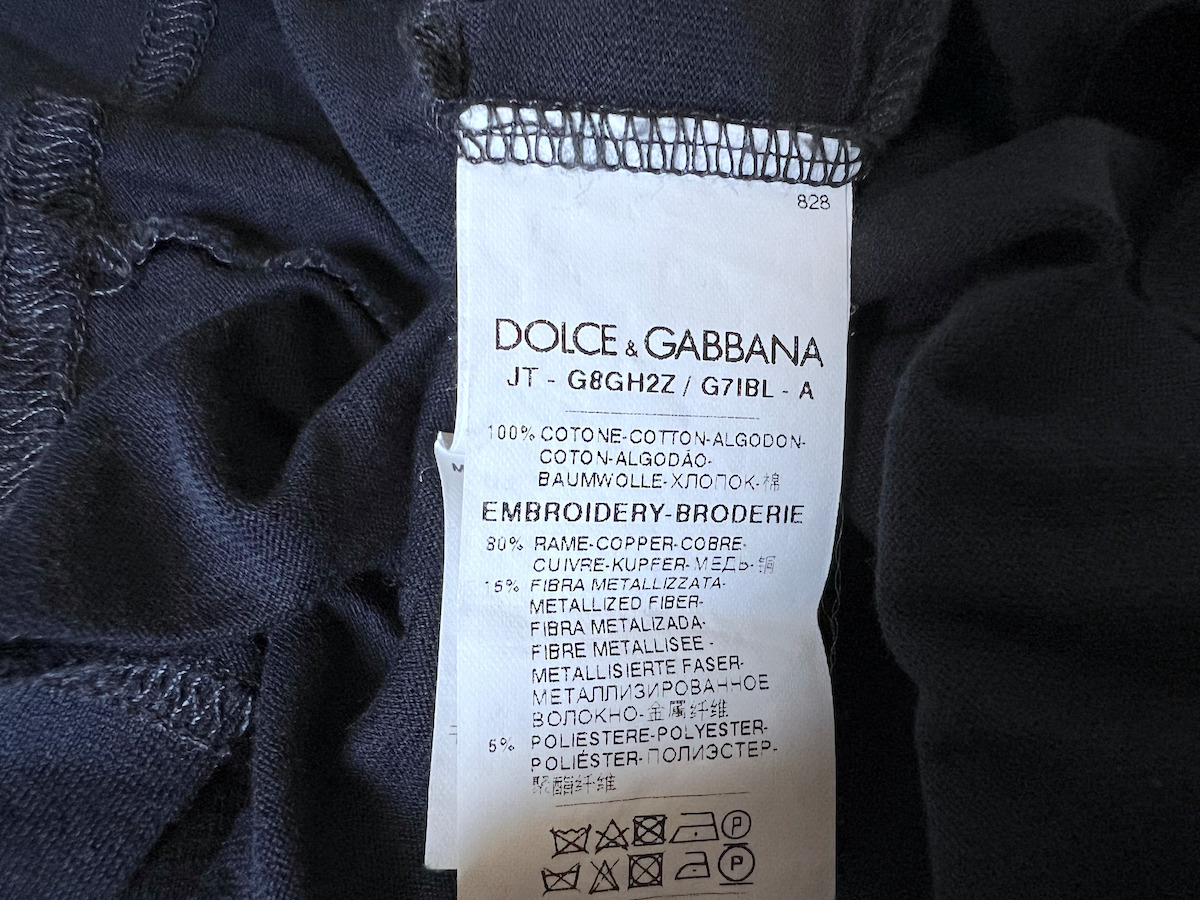 828
DOLCE & GABBANA
JT - G8GH2Z / G7IBL - A
100% COTONE-COTTON-ALGODON-
COTON-ALGODÃO-
BAUMWOLLE-ХЛОПОК-棉
EMBROIDERY-BRODERIE
80% RAME-COPPER-COBRE-
CUIVRE-KUPFER-МЕДЬ-铜
15% FIBRA METALLIZZATA-
METALLIZED FIBER-
FIBRA METALIZADA-
FIBRE METALLISEE -
METALLISIERTE FASER-
МЕТАЛЛИЗИРОВАННОЕ
ВОЛОКНО-金属纤维
5% POLIESTERE-POLYESTER-
POLIÉSTER-ПОЛИЭСТЕР-
聚酯纤维
P
P